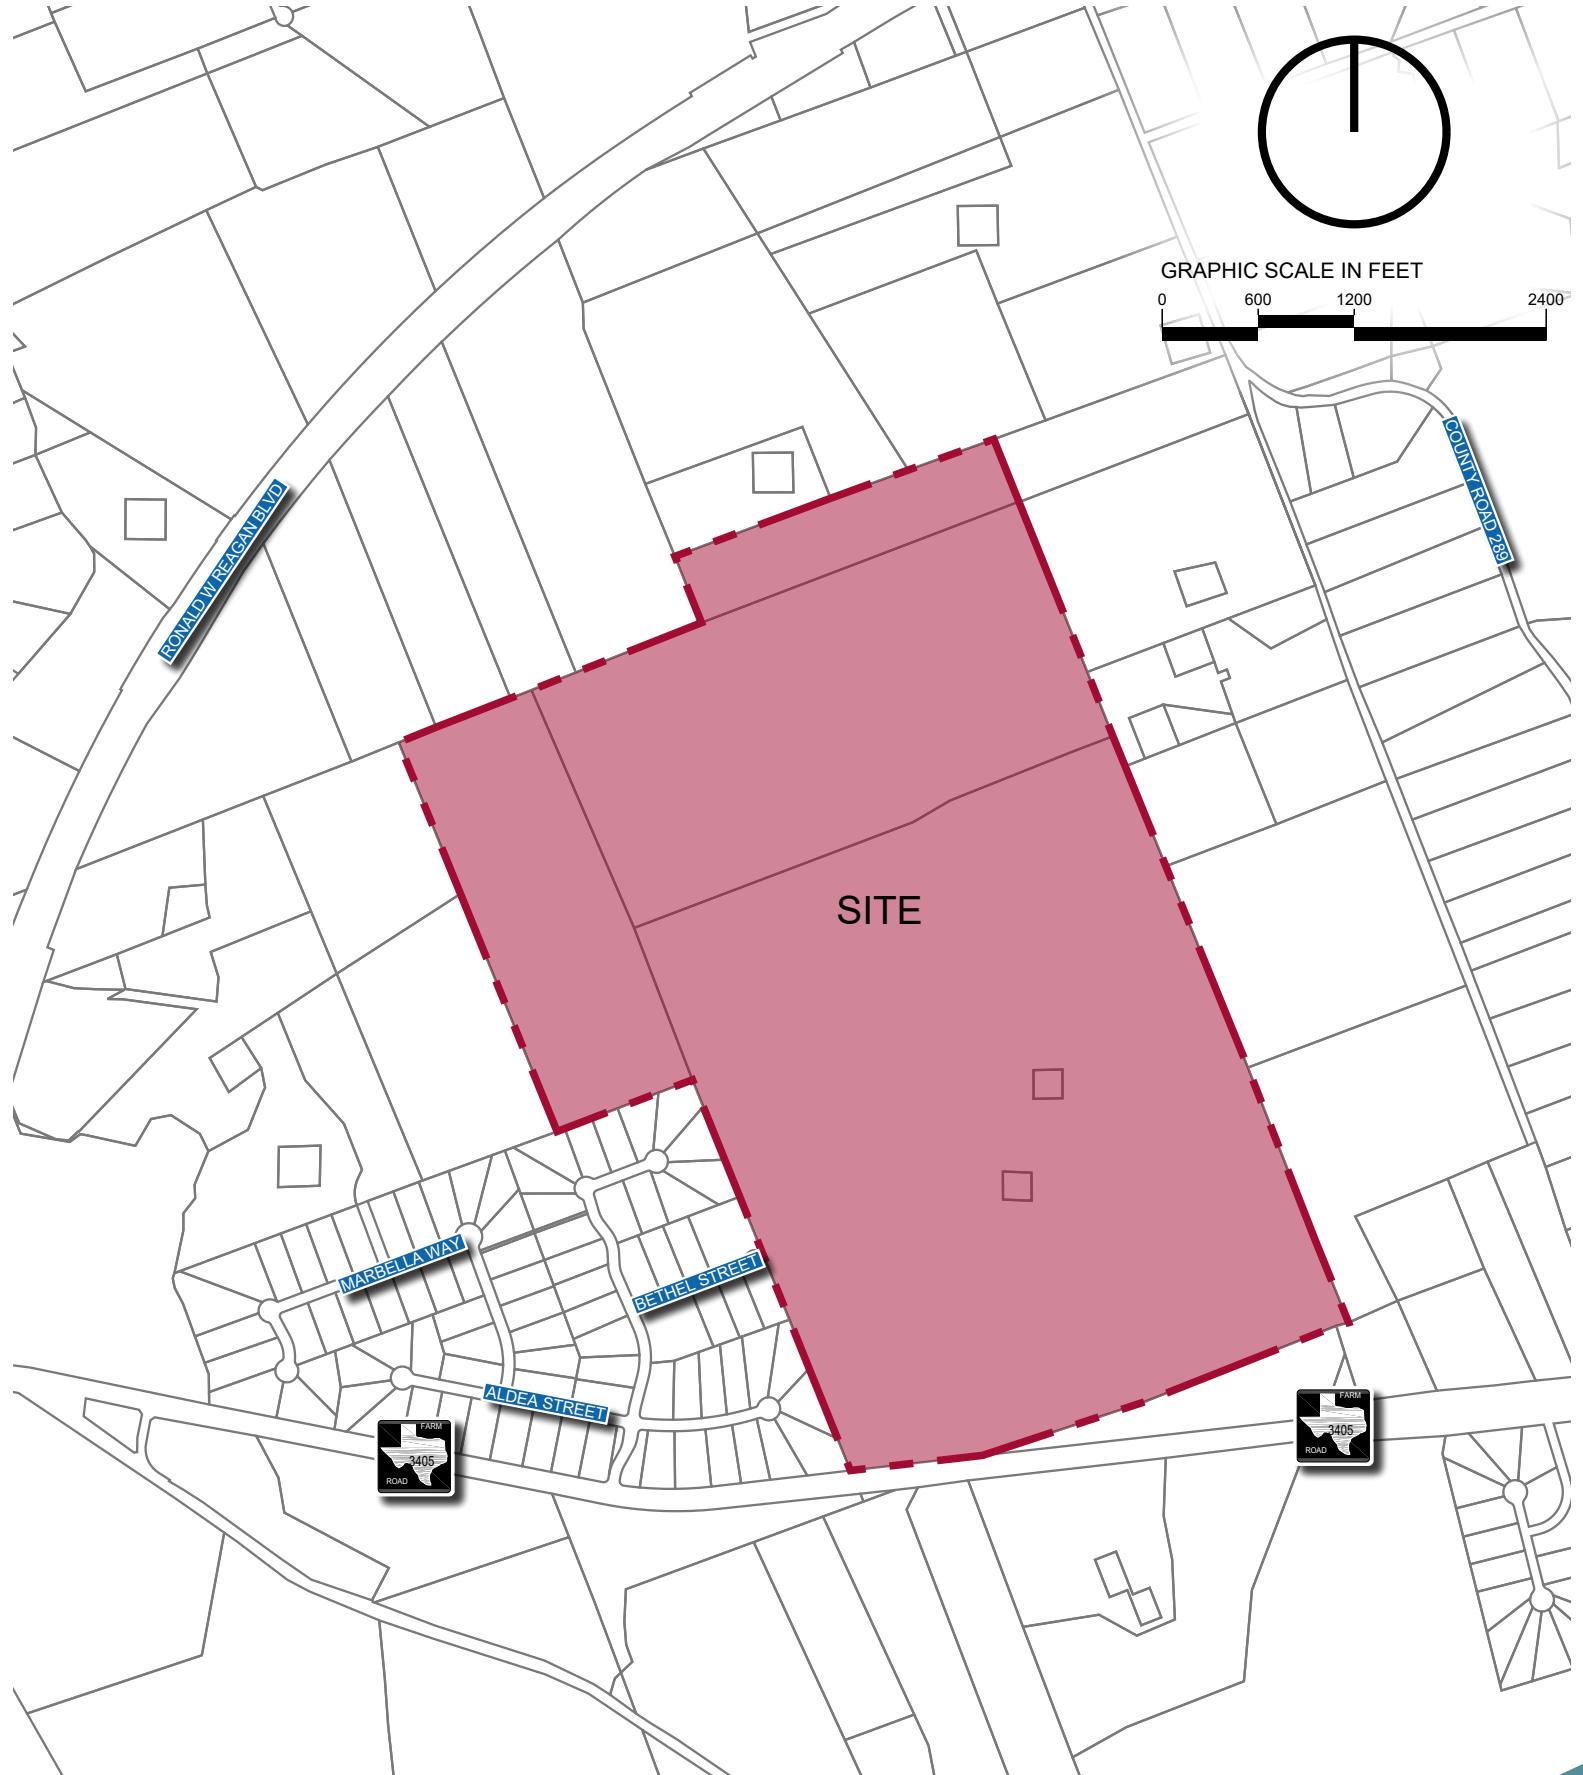 GRAPHIC SCALE IN FEET
0 600 1200 2400
COUNTY ROAD 289
RONALD W REAGAN BLVD
SITE
MARBELLA WAY
BETHEL STREET
ALDEA STREET
FARM
3405
ROAD
FARM
3405
ROAD